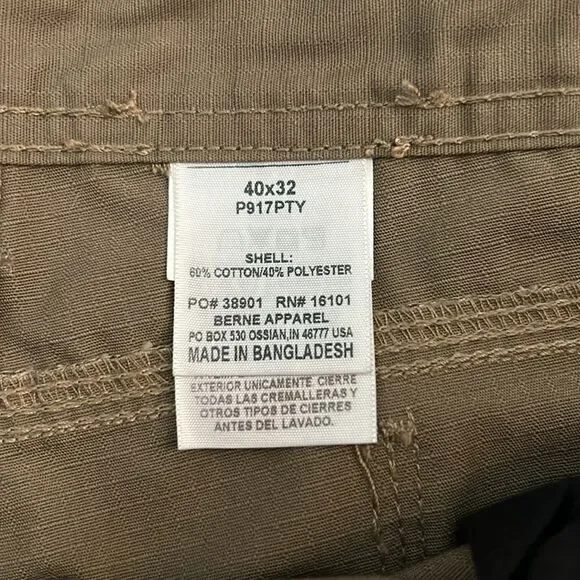 40x32
P917PTY
SHELL:
60% COTTON/40% POLYESTER
PO# 38901 RN# 16101
BERNE APPAREL
PO BOX 530 OSSIAN,IN 46777 USA
MADE IN BANGLADESH
EXTERIOR UNICAMENTE. CIERRE
TODAS LAS CREMALLERAS Y
OTROS TIPOS DE CIERRES
ANTES DEL LAVADO.